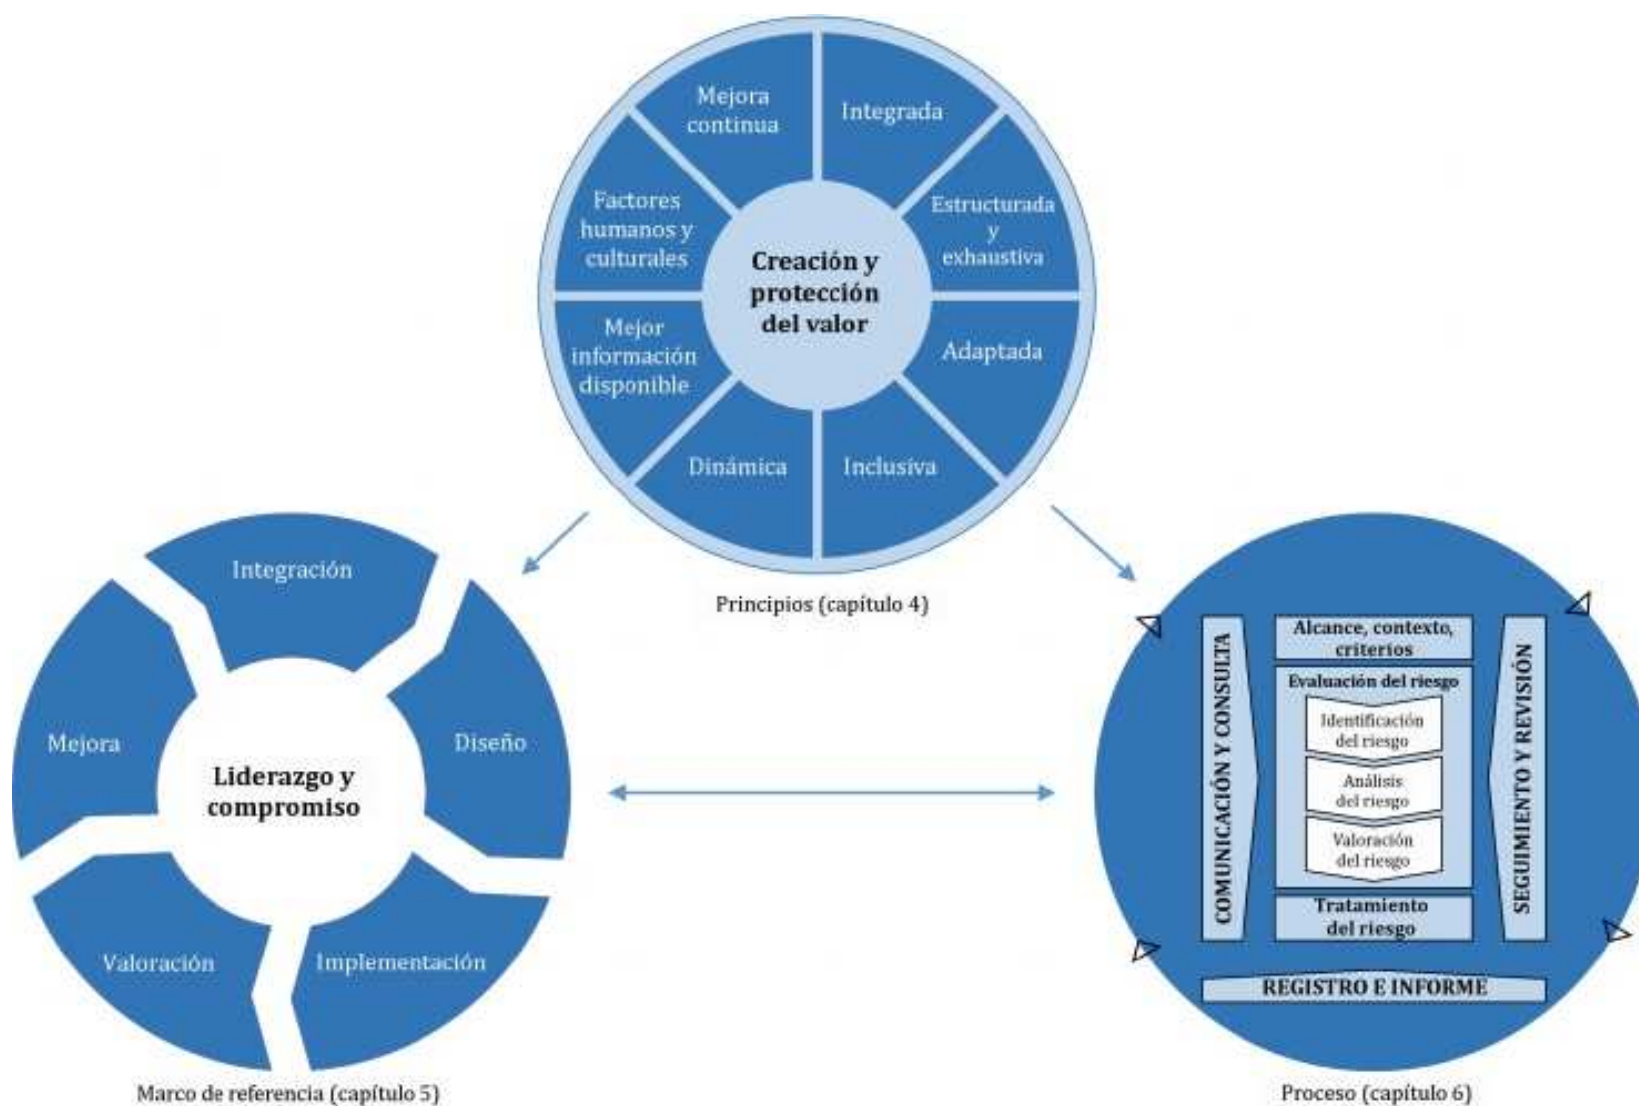 Mejora
continua
Integrada
Estructurada
y
exhaustiva
Adaptada
Inclusiva
Dinámica
Mejor
información
disponible
Factores
humanos y
culturales
Creación y
protección
del valor
Principios (capítulo 4)
Integración
Diseño
Implementación
Valoración
Mejora
Liderazgo y
compromiso
Marco de referencia (capítulo 5)
COMUNICACIÓN Y CONSULTA
Alcance, contexto,
criterios
Evaluación del riesgo
Identificación
del riesgo
Análisis
del riesgo
Valoración
del riesgo
Tratamiento
del riesgo
SEGUIMIENTO Y REVISIÓN
REGISTRO E INFORME
Proceso (capítulo 6)